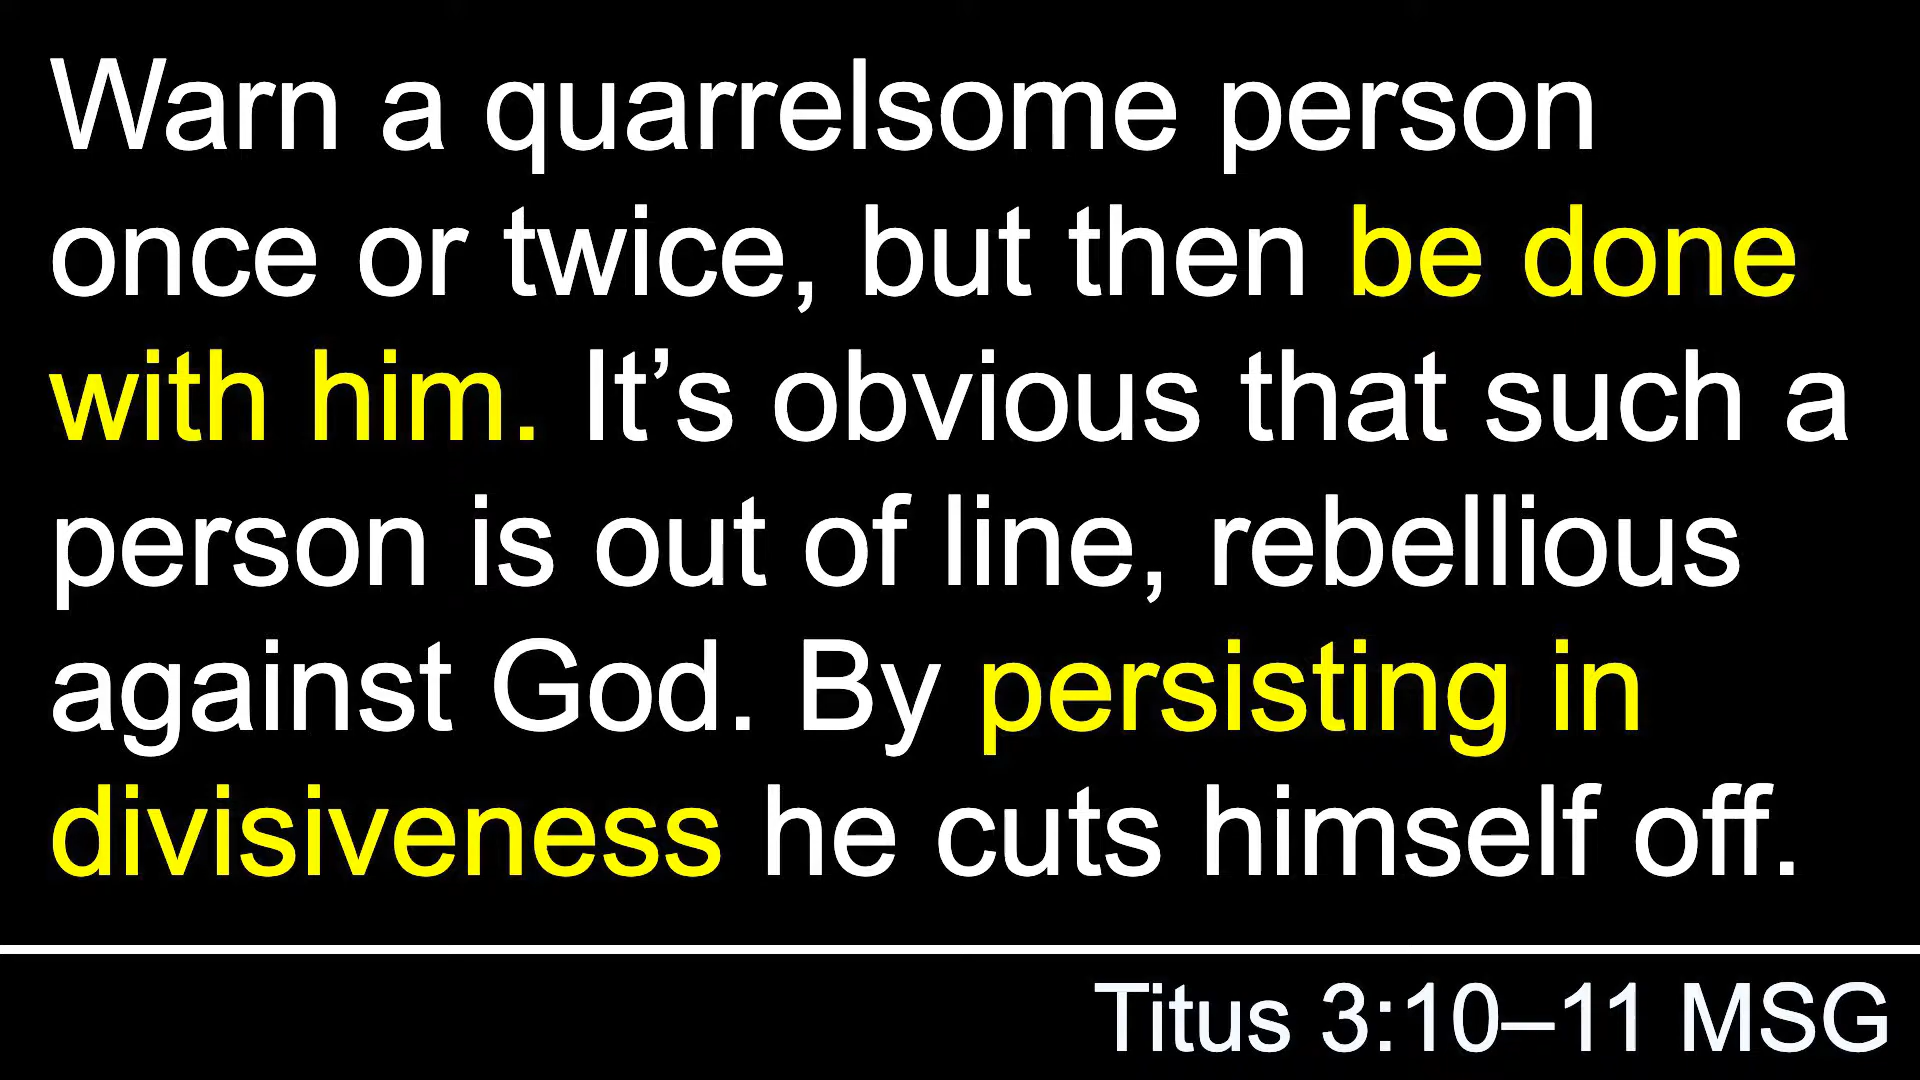 Warn a quarrelsome person
once or twice, but then be done
with him. It’s obvious that such a
person is out of line, rebellious
against God. By persisting in
divisiveness he cuts himself off.
Titus 3:10–11 MSG